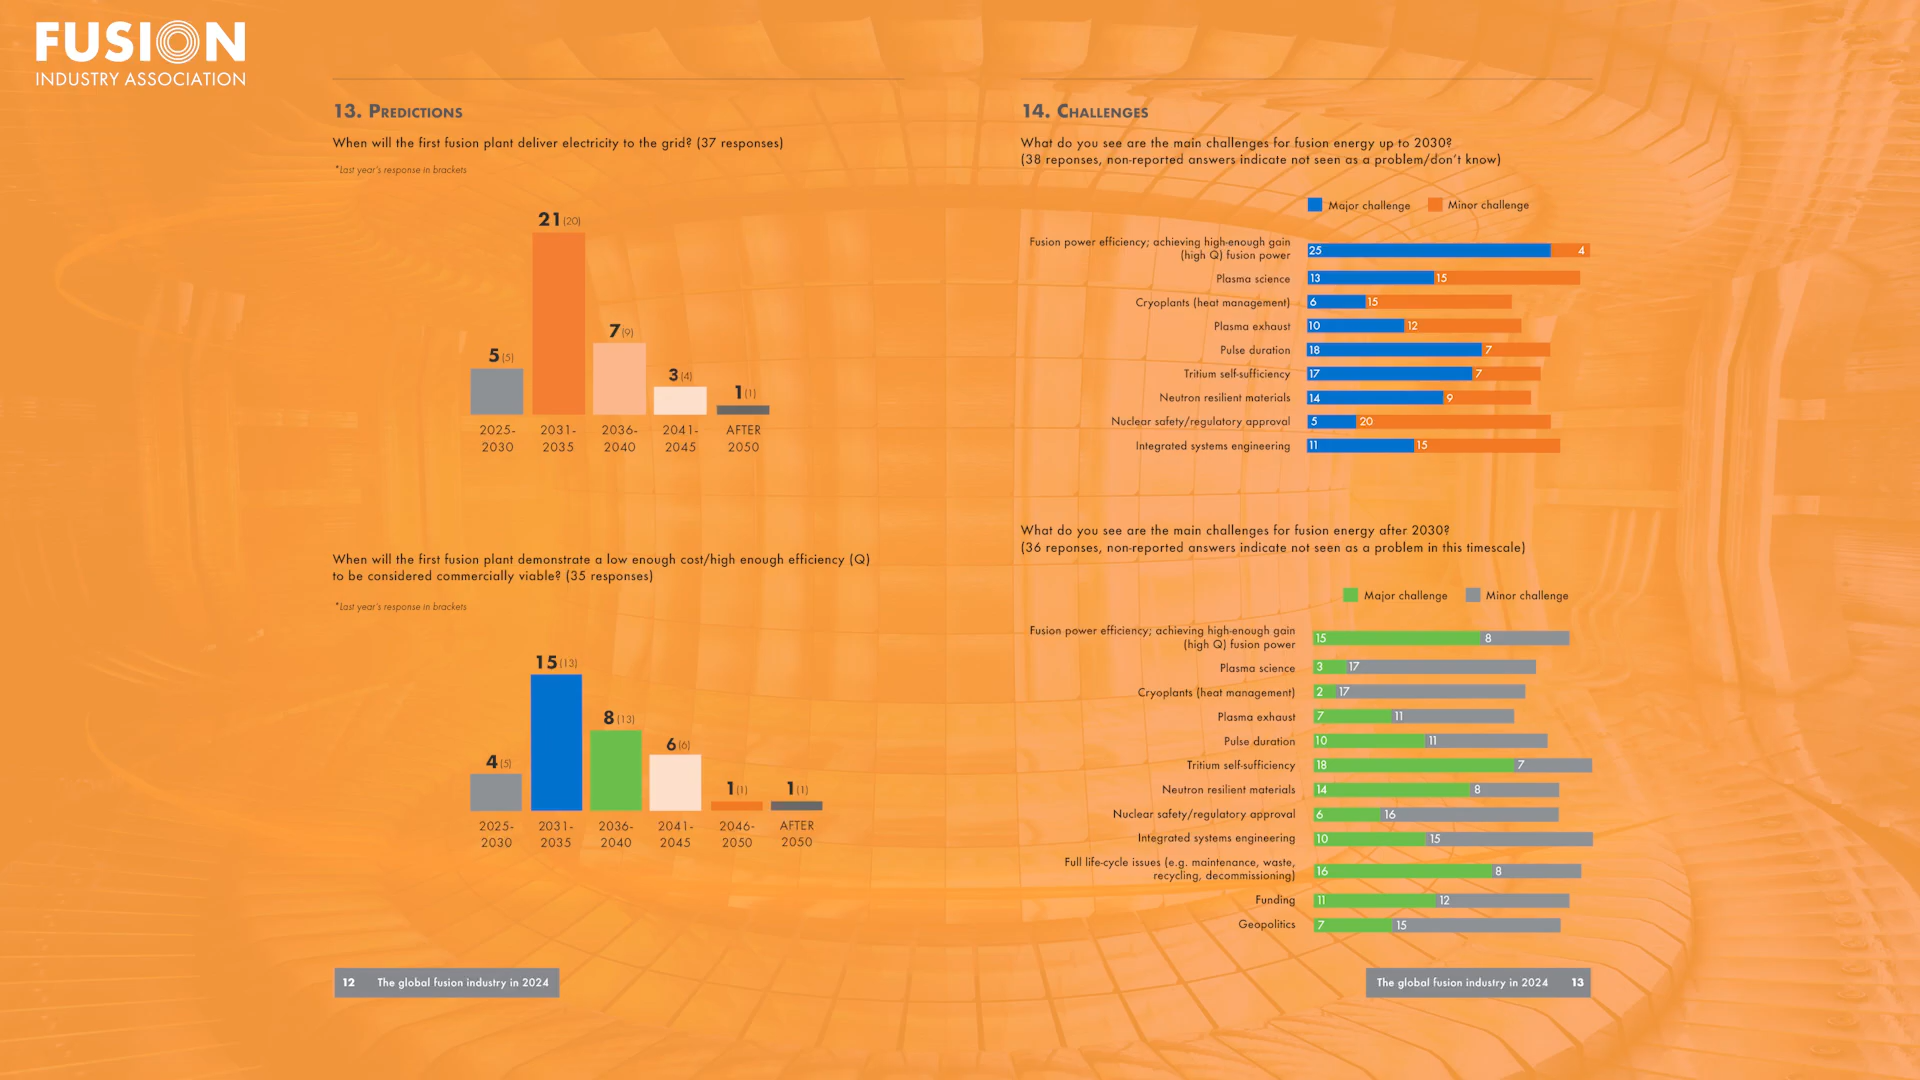 FUSION
INDUSTRY ASSOCIATION
13. Predictions
When will the first fusion plant deliver electricity to the grid? (37 responses)
*Last year's response in brackets
21 (20)
7 (9)
5 (5)
3 (4)
1 (1)
2025-
2030
2031-
2035
2036-
2040
2041-
2045
AFTER
2050
When will the first fusion plant demonstrate a low enough cost/high enough efficiency (Q)
to be considered commercially viable? (35 responses)
*Last year's response in brackets
15 (13)
8 (13)
6 (6)
4 (5)
1 (1)
1 (1)
2025-
2030
2031-
2035
2036-
2040
2041-
2045
2046-
2050
AFTER
2050
12 The global fusion industry in 2024
14. Challenges
What do you see are the main challenges for fusion energy up to 2030?
(38 reponses, non-reported answers indicate not seen as a problem/don't know)
Major challenge Minor challenge
Fusion power efficiency; achieving high-enough gain
(high Q) fusion power
25 4
Plasma science 13 15
Cryoplants (heat management) 6 15
Plasma exhaust 10 12
Pulse duration 18 7
Tritium self-sufficiency 17 7
Neutron resilient materials 14 9
Nuclear safety/regulatory approval 5 20
Integrated systems engineering 11 15
What do you see are the main challenges for fusion energy after 2030?
(36 reponses, non-reported answers indicate not seen as a problem in this timescale)
Major challenge Minor challenge
Fusion power efficiency; achieving high-enough gain
(high Q) fusion power
15 8
Plasma science 3 17
Cryoplants (heat management) 2 17
Plasma exhaust 7 11
Pulse duration 10 11
Tritium self-sufficiency 18 7
Neutron resilient materials 14 8
Nuclear safety/regulatory approval 6 16
Integrated systems engineering 10 15
Full life-cycle issues (e.g. maintenance, waste,
recycling, decommissioning)
16 8
Funding 11 12
Geopolitics 7 15
The global fusion industry in 2024 13